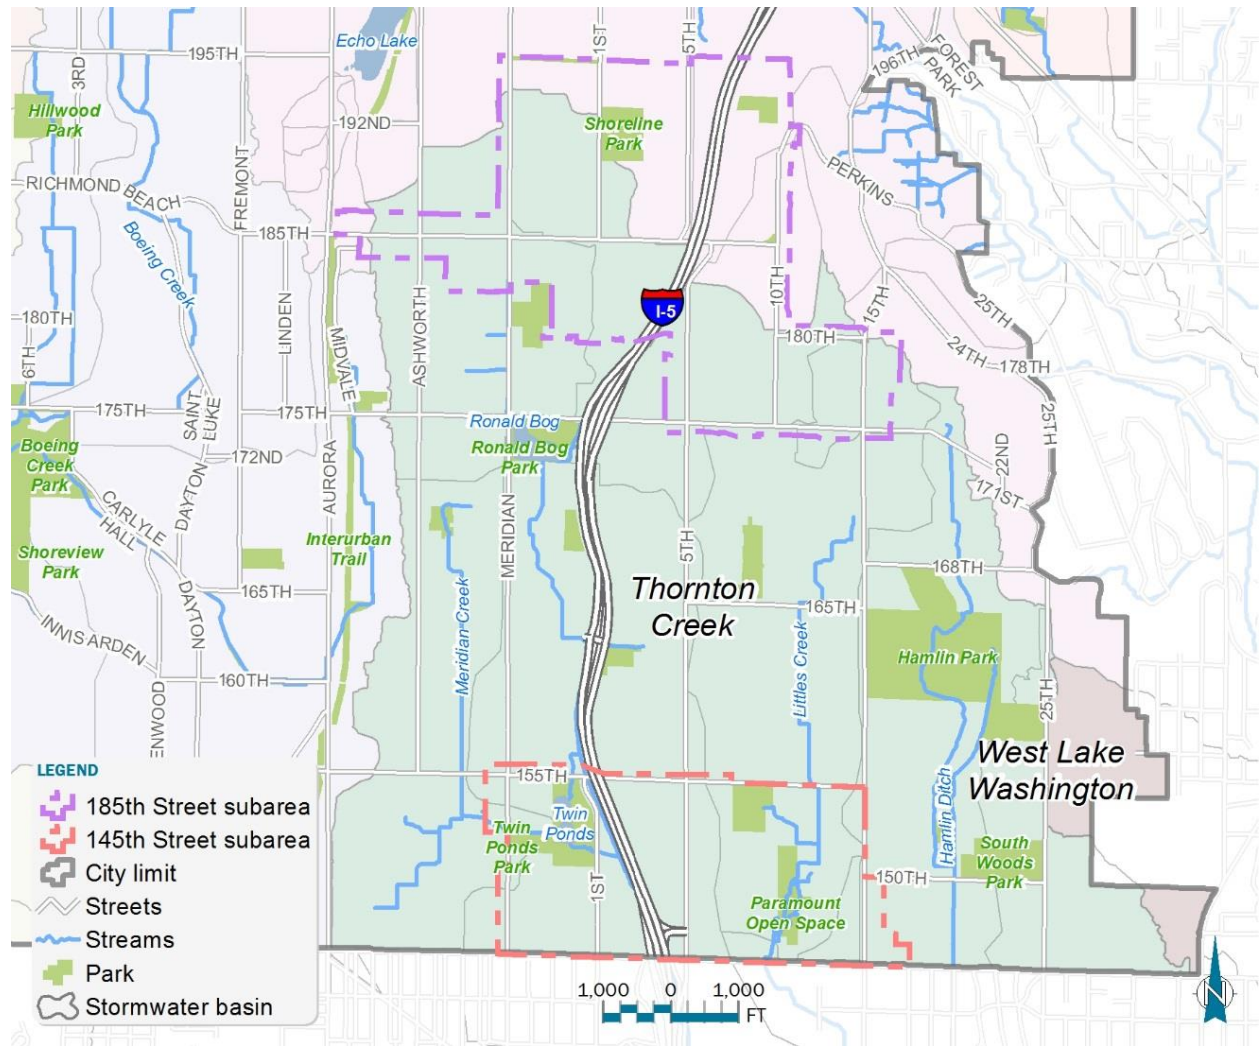 Echo Lake
1ST
5TH
195TH
3RD
FOREST
PARK
196TH
Hillwood
Park
192ND
Shoreline
Park
RICHMOND BEACH
FREMONT
PERKINS
185TH
Boeing Creek
LINDEN
ASHWORTH
10TH
15TH
25TH
I-5
180TH
6TH
MIDVALE
180TH
24TH
178TH
175TH
SAINT
LUKE
175TH
Ronald Bog
Ronald Bog
Park
25TH
22ND
171ST
Boeing
Creek
Park
172ND
DAYTON
AURORA
MERIDIAN
CARLYLE
HALL
Interurban
Trail
5TH
Shoreview
Park
168TH
165TH
DAYTON
Thornton
Creek
165TH
INNIS ARDEN
Meridian Creek
Littles Creek
Hamlin Park
160TH
ENWOOD
25TH
West Lake
Washington
155TH
Twin
Ponds
Twin
Ponds
Park
Hamlin Ditch
South
Woods
Park
1ST
150TH
Paramount
Open Space
LEGEND
185th Street subarea
145th Street subarea
City limit
Streets
Streams
Park
Stormwater basin
1,000 0 1,000
FT
N